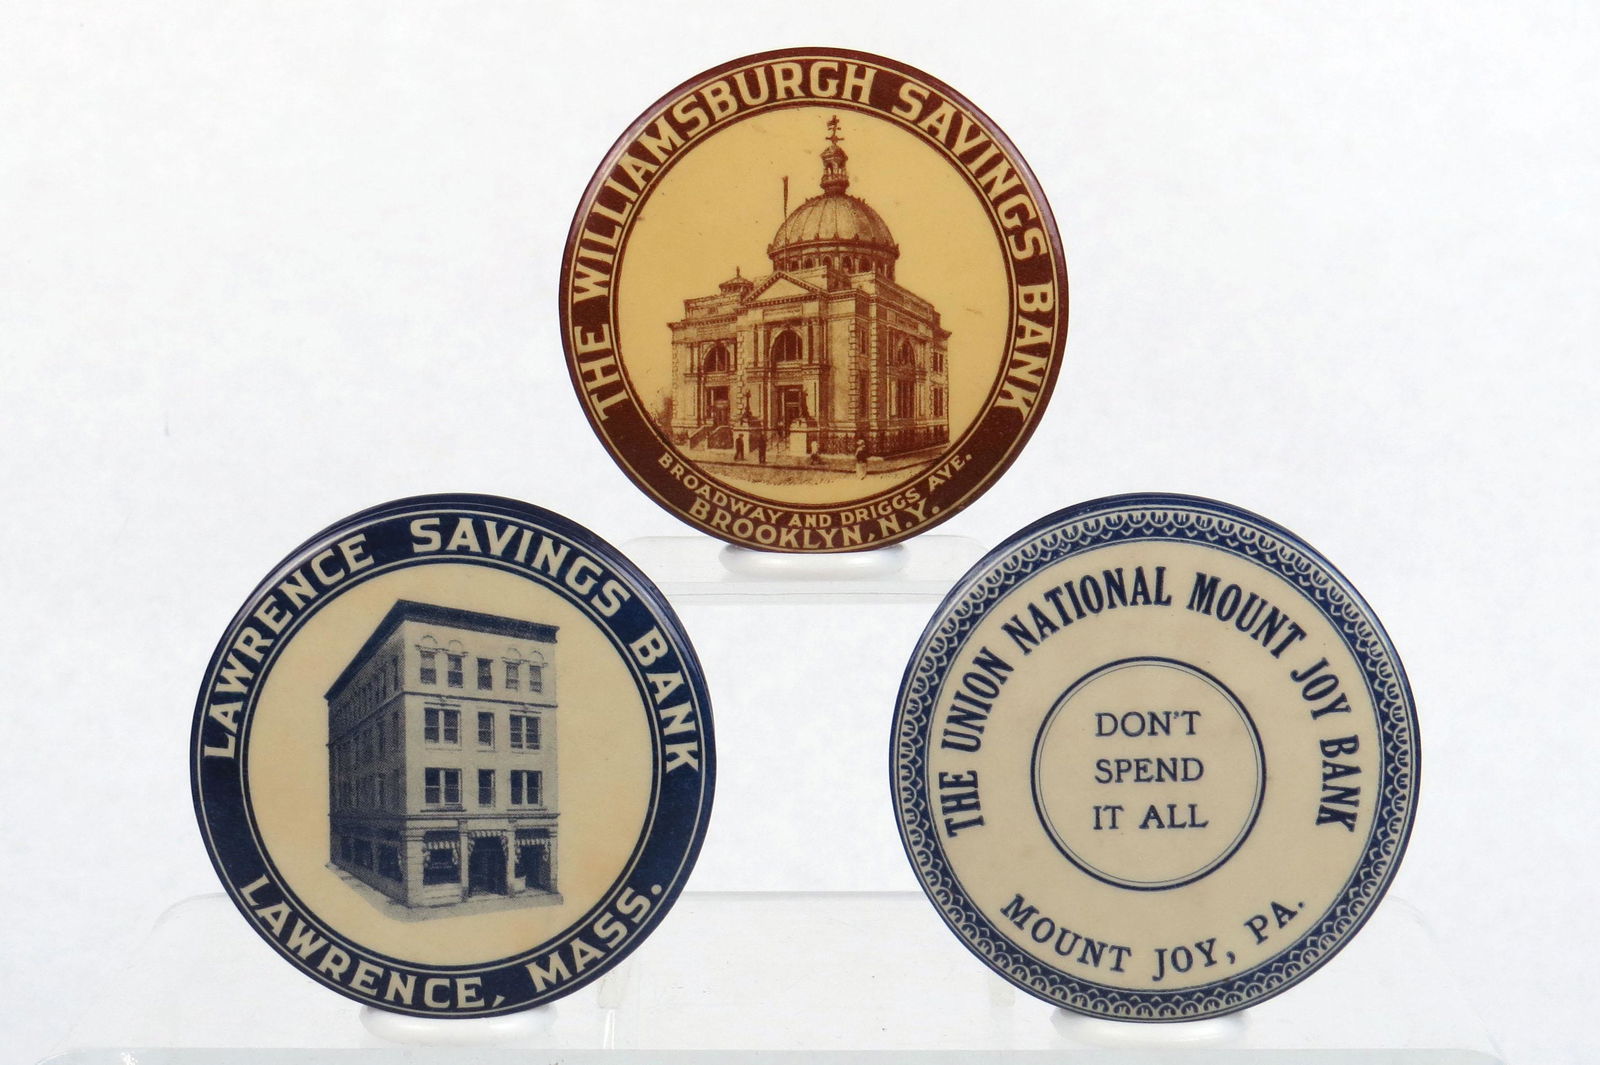 THE WILLIAMSBURGH SAVINGS BANK
BROADWAY AND DRIGGS AVE.
BROOKLYN, N.Y.
LAWRENCE SAVINGS BANK
LAWRENCE, MASS.
THE UNION NATIONAL MOUNT JOY BANK
DON'T
SPEND
IT ALL
MOUNT JOY, PA.